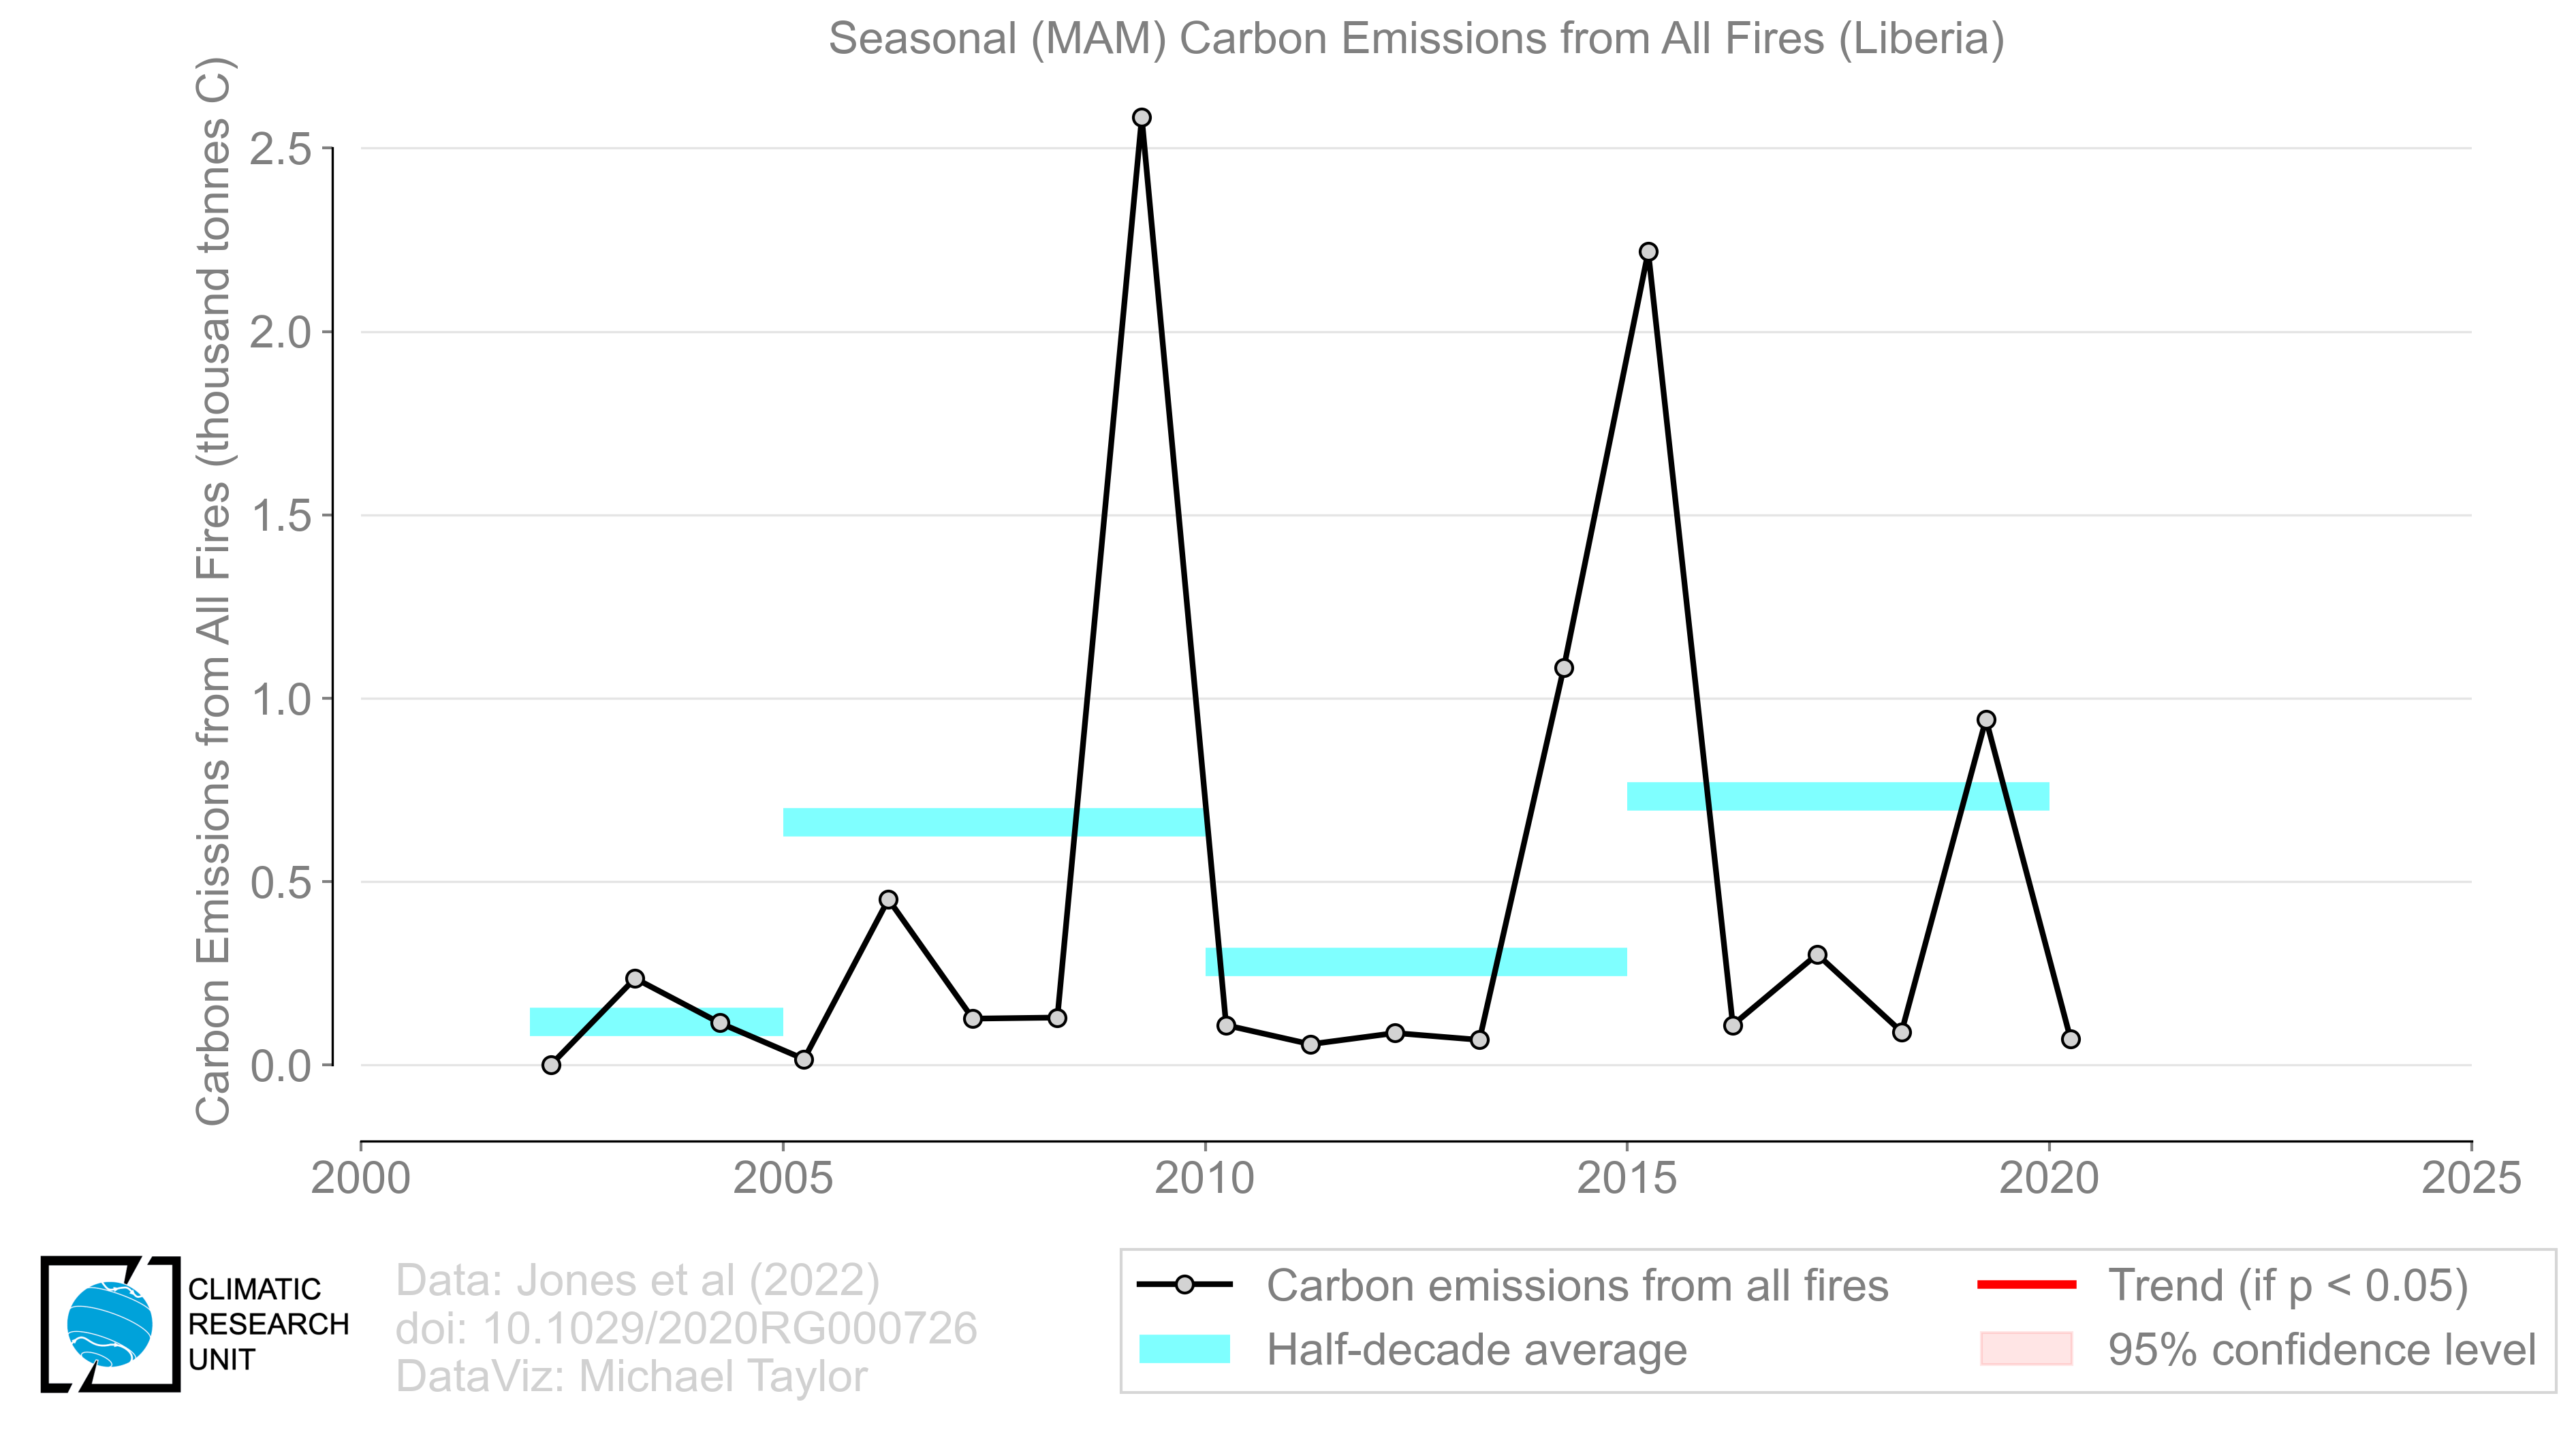 Seasonal (MAM) Carbon Emissions from All Fires (Liberia)
Carbon Emissions from All Fires (thousand tonnes C)
2.5
2.0
1.5
1.0
0.5
0.0
2000
2005
2010
2015
2020
2025
CLIMATIC
RESEARCH
UNIT
Data: Jones et al (2022)
doi: 10.1029/2020RG000726
DataViz: Michael Taylor
Carbon emissions from all fires
Half-decade average
Trend (if p < 0.05)
95% confidence level